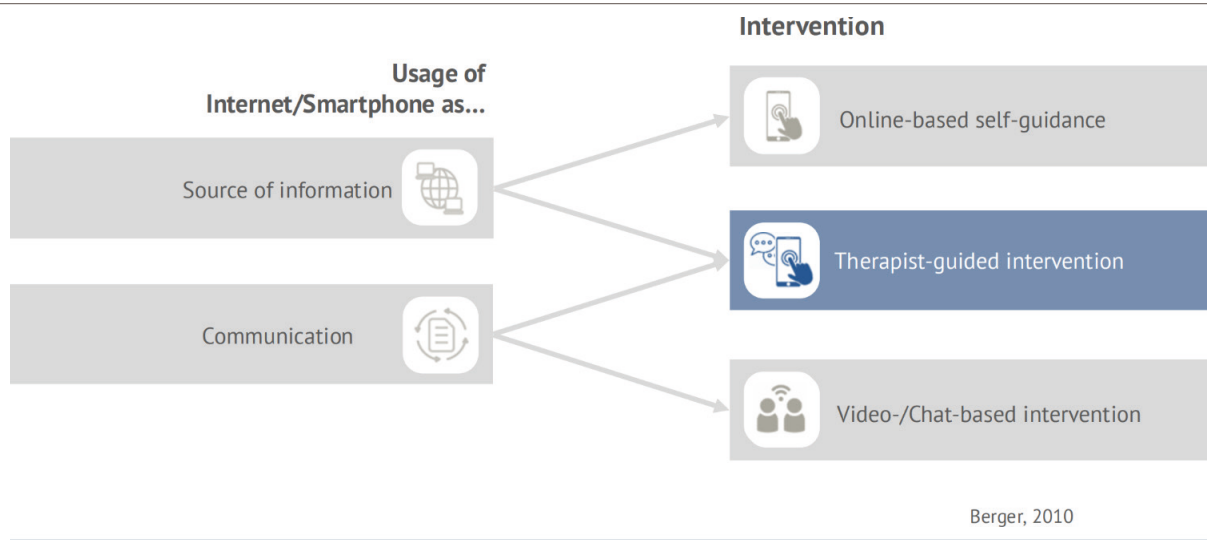 Usage of
Internet/Smartphone as...
Source of information
Communication
Intervention
Online-based self-guidance
Therapist-guided intervention
Video-/Chat-based intervention
Berger, 2010